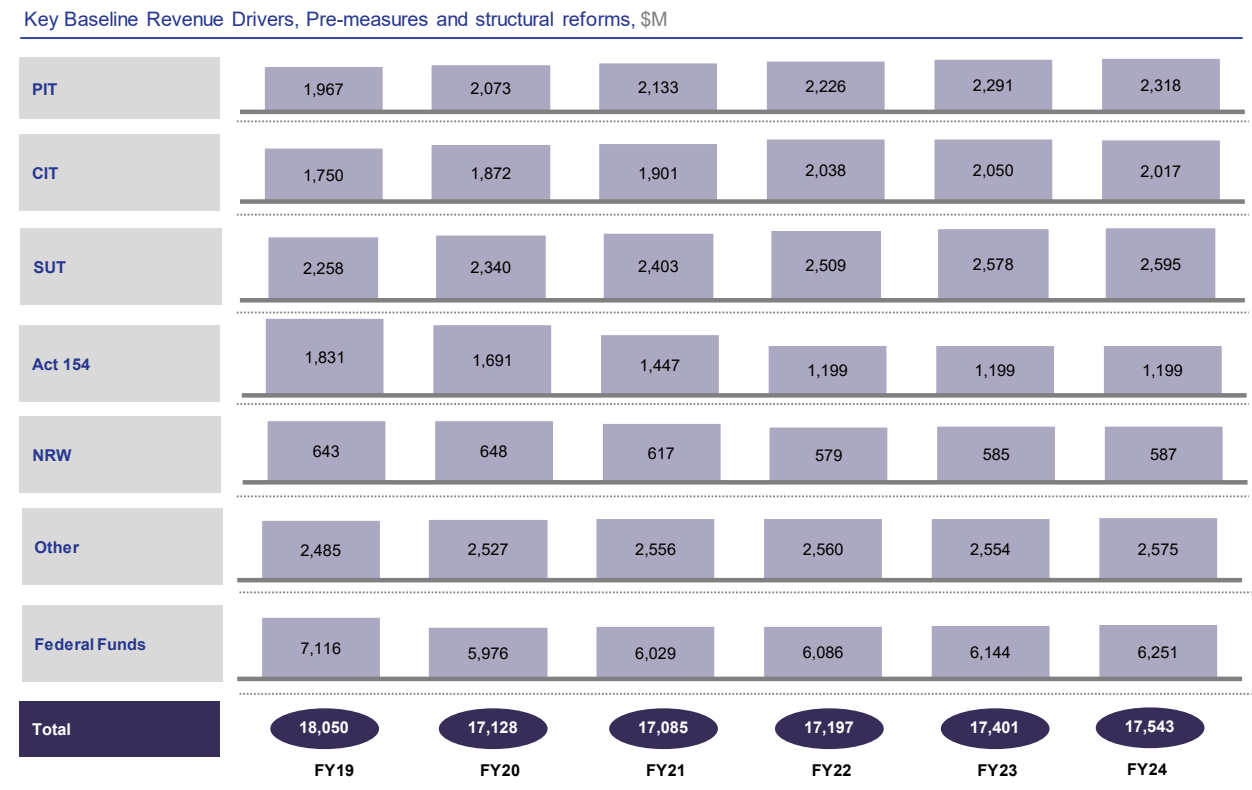 Key Baseline Revenue Drivers, Pre-measures and structural reforms, $M
PIT 1,967 2,073 2,133 2,226 2,291 2,318
CIT 1,750 1,872 1,901 2,038 2,050 2,017
SUT 2,258 2,340 2,403 2,509 2,578 2,595
Act 154 1,831 1,691 1,447 1,199 1,199 1,199
NRW 643 648 617 579 585 587
Other 2,485 2,527 2,556 2,560 2,554 2,575
Federal Funds 7,116 5,976 6,029 6,086 6,144 6,251
Total 18,050 17,128 17,085 17,197 17,401 17,543
FY19 FY20 FY21 FY22 FY23 FY24